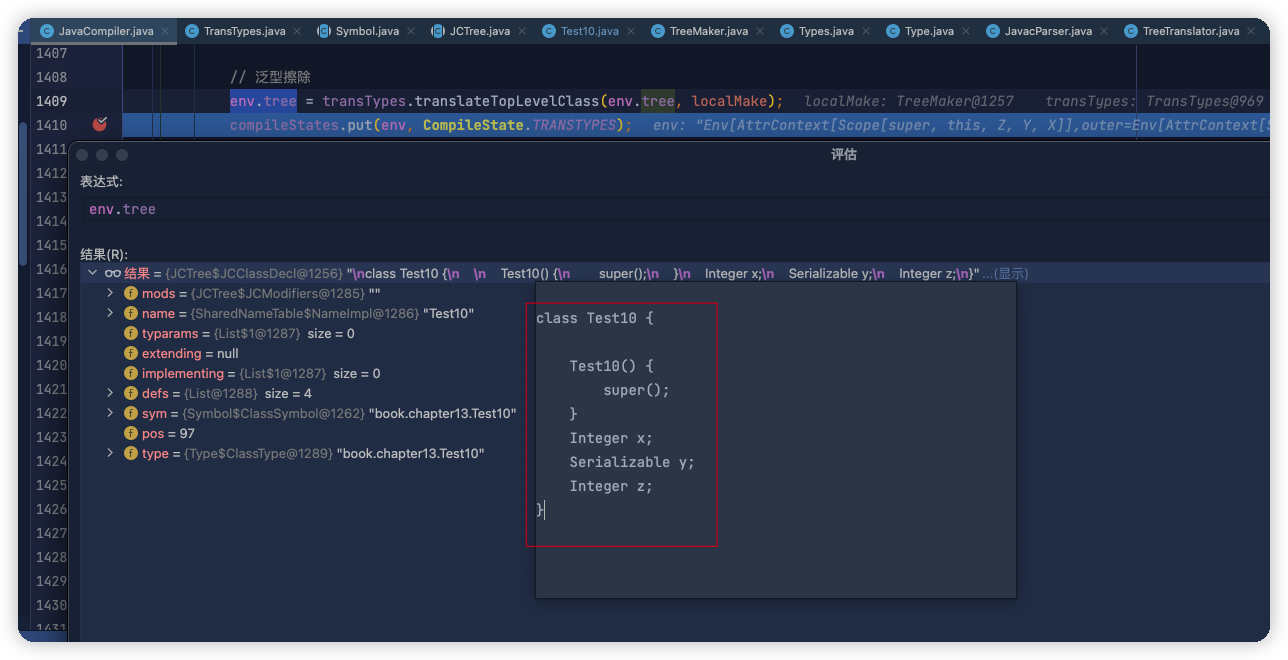 JavaCompiler.java × TransTypes.java × Symbol.java × JCTree.java × Test10.java × TreeMaker.java × Types.java × Type.java × JavacParser.java × TreeTranslator.java ×
1407
1408 // 泛型擦除
1409 env.tree = transTypes.translateTopLevelClass(env.tree, localMake); localMake: TreeMaker@1257 transTypes: TransTypes@969
1410 compileStates.put(env, CompileState.TRANSTYPES); env: "Env[AttrContext[Scope[super, this, Z, Y, X]],outer=Env[AttrContext[S
1411
评估
1412
表达式:
1413
env.tree
1414
1415
结果(R):
1416
结果 = {JCTree$JCClassDecl@1256} "\nclass Test10 {\n \n Test10() {\n super();\n }\n Integer x;\n Serializable y;\n Integer z;\n}" ...(显示)
1417 mods = {JCTree$JCModifiers@1285} ""
1418 name = {SharedNameTable$NameImpl@1286} "Test10"
1419 typarams = {List$1@1287} size = 0
1420 extending = null
1421 implementing = {List$1@1287} size = 0
defs = {List@1288} size = 4
1422 sym = {Symbol$ClassSymbol@1262} "book.chapter13.Test10"
1423 pos = 97
1424 type = {Type$ClassType@1289} "book.chapter13.Test10"
1425
1426
1427
1428
1429
1430
1431
class Test10 {
Test10() {
super();
}
Integer x;
Serializable y;
Integer z;
}